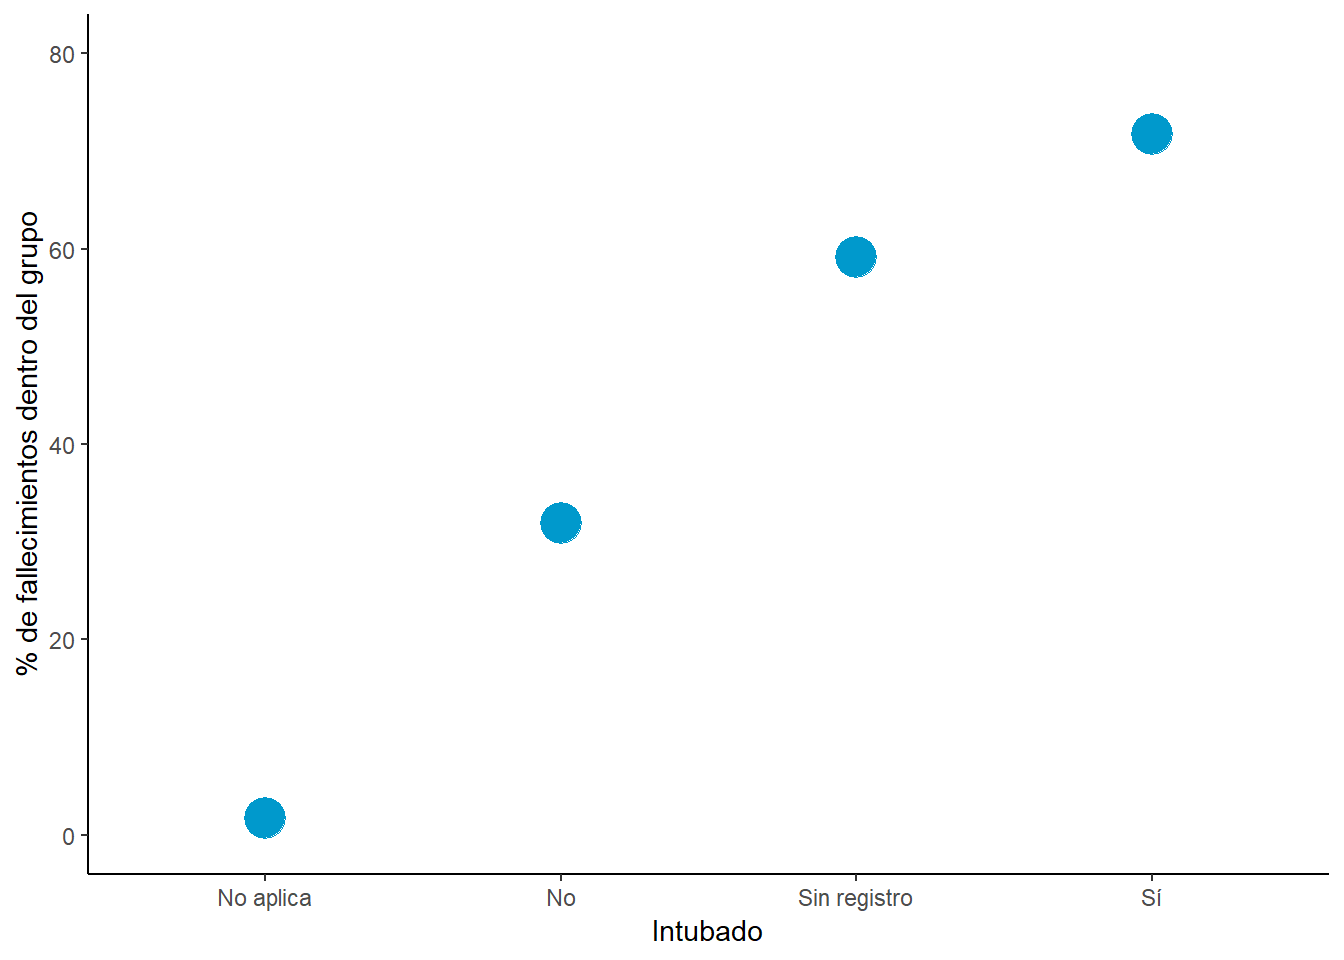 % de fallecimientos dentro del grupo
80
60
40
20
0
No aplica
No
Sin registro
Sí
Intubado